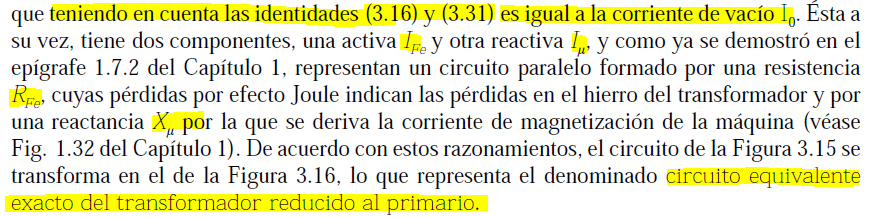 que teniendo en cuenta las identidades (3.16) y (3.31) es igual a la corriente de vacío I₀. Ésta a
su vez, tiene dos componentes, una activa I_Fe y otra reactiva I_μ, y como ya se demostró en el
epígrafe 1.7.2 del Capítulo 1, representan un circuito paralelo formado por una resistencia
R_Fe, cuyas pérdidas por efecto Joule indican las pérdidas en el hierro del transformador y por
una reactancia X_μ por la que se deriva la corriente de magnetización de la máquina (véase
Fig. 1.32 del Capítulo 1). De acuerdo con estos razonamientos, el circuito de la Figura 3.15 se
transforma en el de la Figura 3.16, lo que representa el denominado circuito equivalente
exacto del transformador reducido al primario.